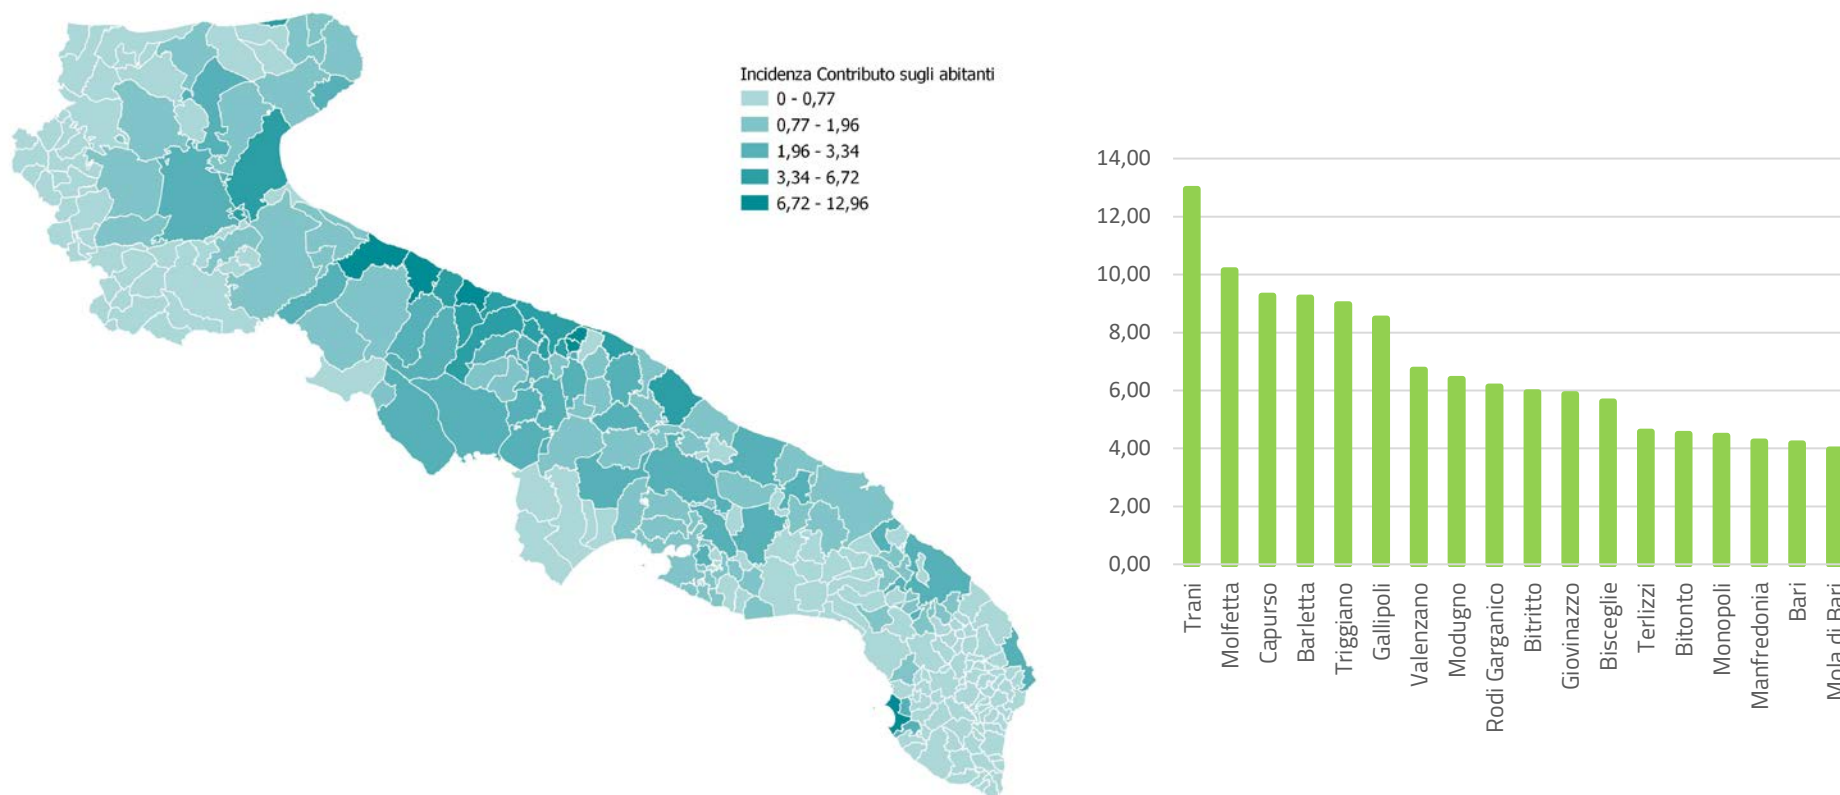 Incidenza Contributo sugli abitanti
0 - 0,77
0,77 - 1,96
1,96 - 3,34
3,34 - 6,72
6,72 - 12,96
14,00
12,00
10,00
8,00
6,00
4,00
2,00
0,00
Trani
Molfetta
Capurso
Barletta
Triggiano
Gallipoli
Valenzano
Modugno
Rodi Garganico
Bitritto
Giovinazzo
Bisceglie
Terlizzi
Bitonto
Monopoli
Manfredonia
Bari
Mola di Bari